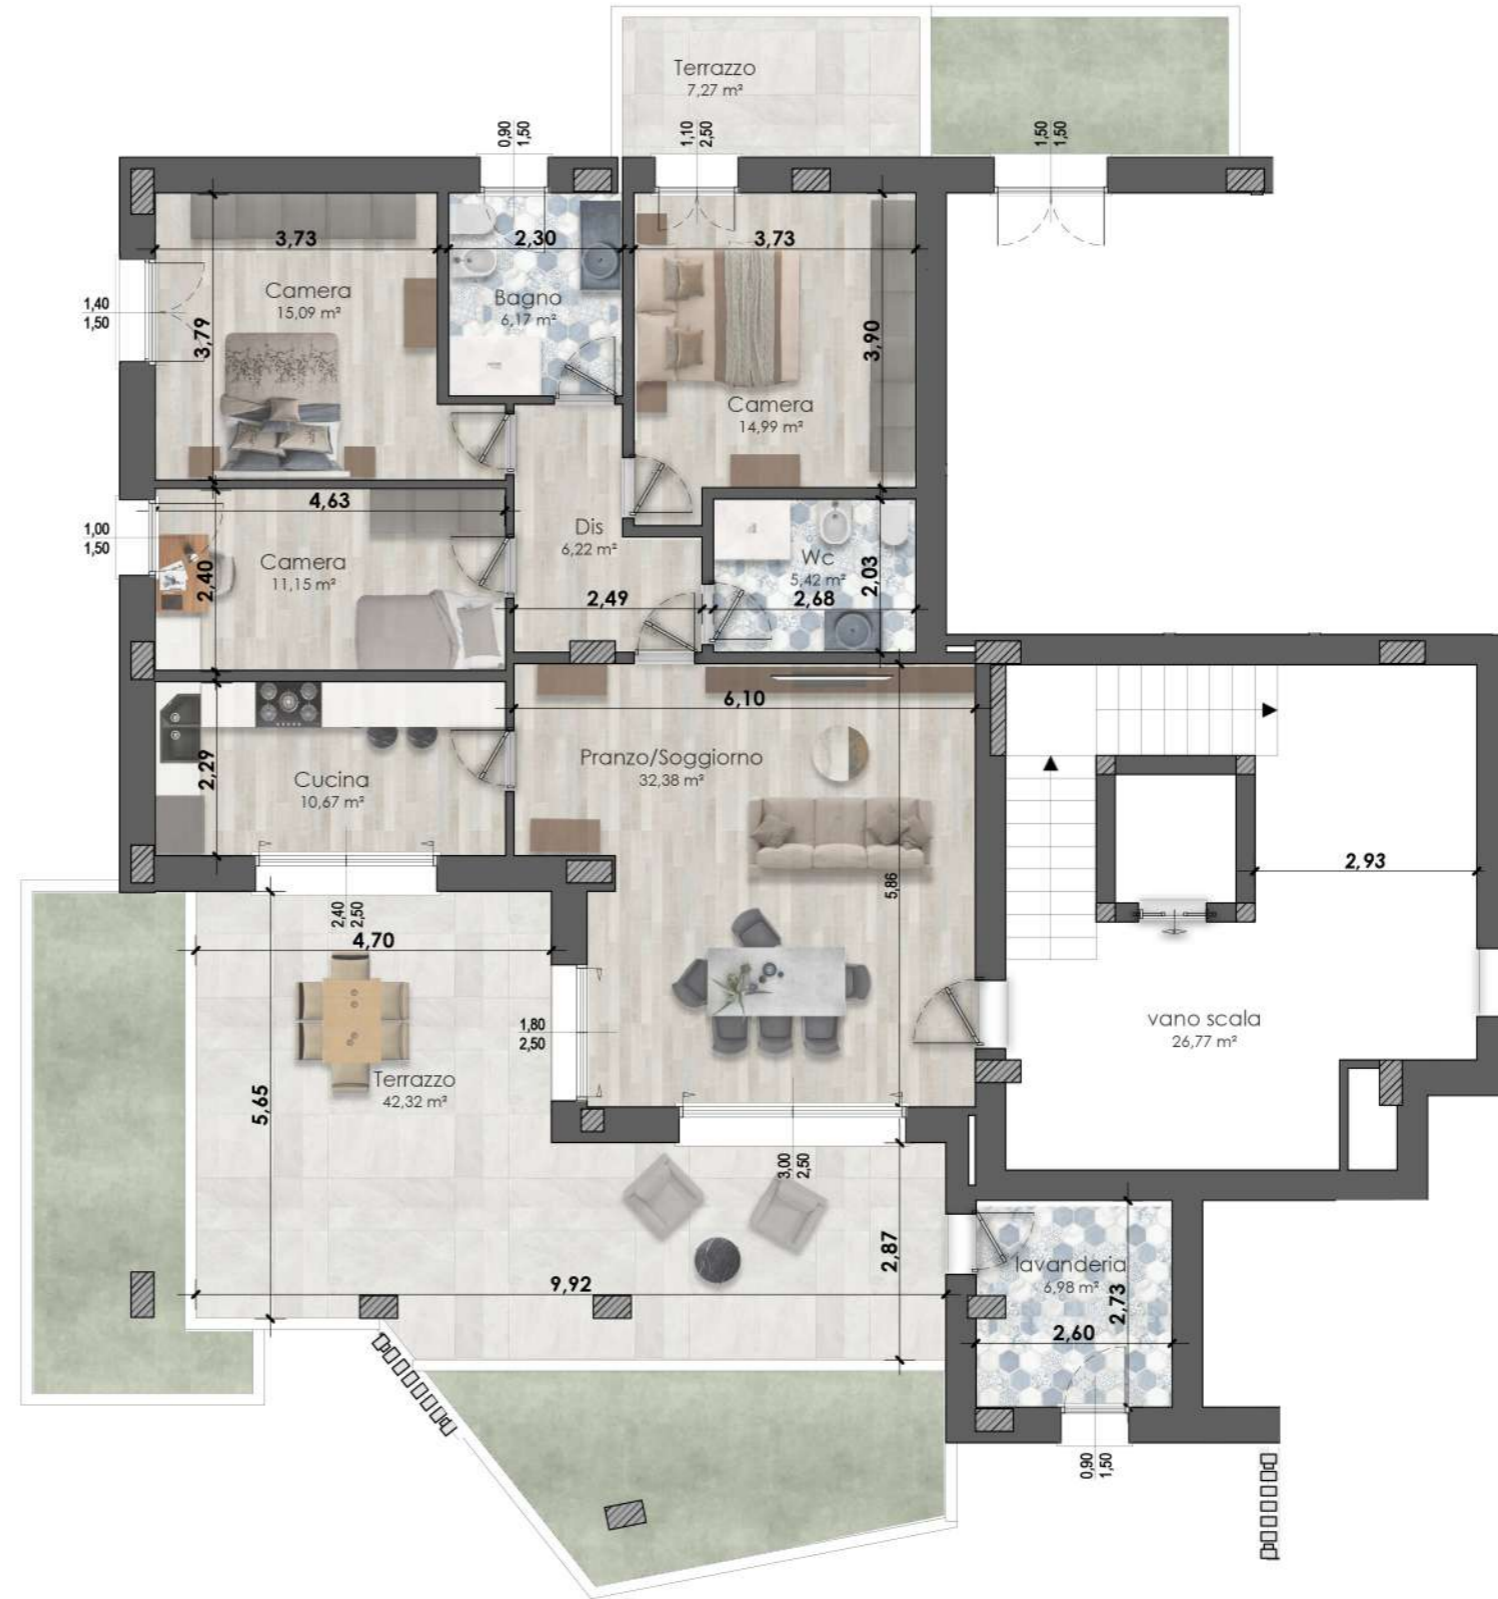 Terrazzo
7,27 m²
0,90
1,50
1,10
2,50
1,50
1,50
3,73
2,30
3,73
Camera
15,09 m²
Bagno
6,17 m²
1,40
1,50
3,79
3,90
Camera
14,99 m²
4,63
1,00
1,50
Dis
6,22 m²
Camera
11,15 m²
2,40
Wc
5,42 m²
2,03
2,49
2,68
6,10
Cucina
10,67 m²
2,29
Pranzo/Soggiorno
32,38 m²
5,86
2,93
2,40
2,50
4,70
1,80
2,50
vano scala
26,77 m²
Terrazzo
42,32 m²
5,65
3,00
2,50
2,87
9,92
lavanderia
6,98 m²
2,73
2,60
0,90
1,50